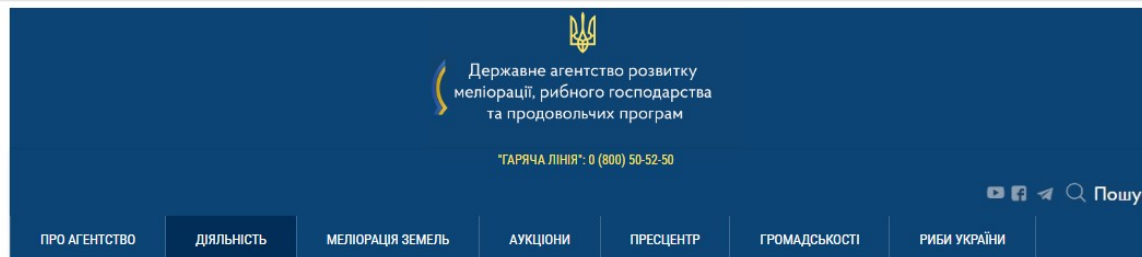 Державне агентство розвитку
меліорації, рибного господарства
та продовольчих програм
"ГАРЯЧА ЛІНІЯ": 0 (800) 50-52-50
Пошу
ПРО АГЕНТСТВО ДІЯЛЬНІСТЬ МЕЛІОРАЦІЯ ЗЕМЕЛЬ АУКЦІОНИ ПРЕСЦЕНТР ГРОМАДСЬКОСТІ РИБИ УКРАЇНИ